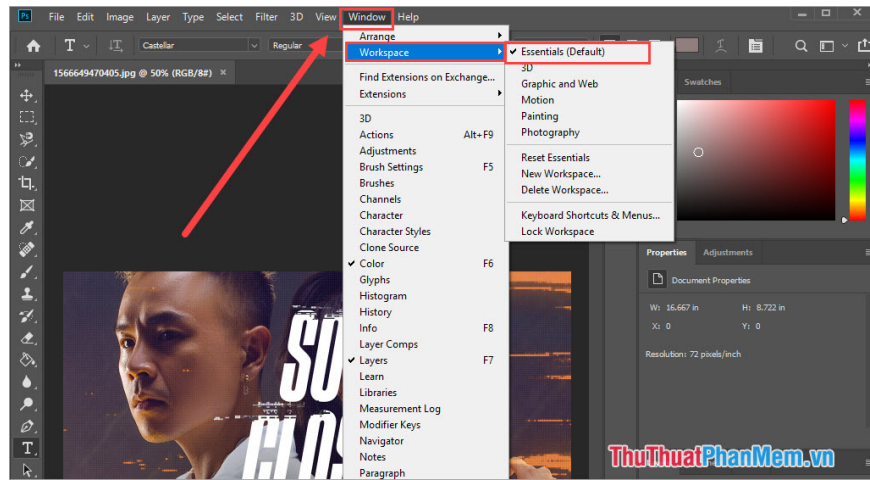 Ps File Edit Image Layer Type Select Filter 3D View Window Help
T Castellar Regular
1566649470405.jpg @ 50% (RGB/8#) ×
Arrange
Workspace
Find Extensions on Exchange...
Extensions
3D
Actions Alt+F9
Adjustments
Brush Settings F5
Brushes
Channels
Character
Character Styles
Clone Source
Color F6
Glyphs
Histogram
History
Info F8
Layer Comps
Layers F7
Learn
Libraries
Measurement Log
Modifier Keys
Navigator
Notes
Paragraph
Essentials (Default)
3D
Graphic and Web
Motion
Painting
Photography
Reset Essentials
New Workspace...
Delete Workspace...
Keyboard Shortcuts & Menus...
Lock Workspace
Swatches
Properties Adjustments
Document Properties
W: 16.667 in H: 8.722 in
X: 0 Y: 0
Resolution: 72 pixels/inch
SO
CLOS
ThuThuatPhanMem.vn